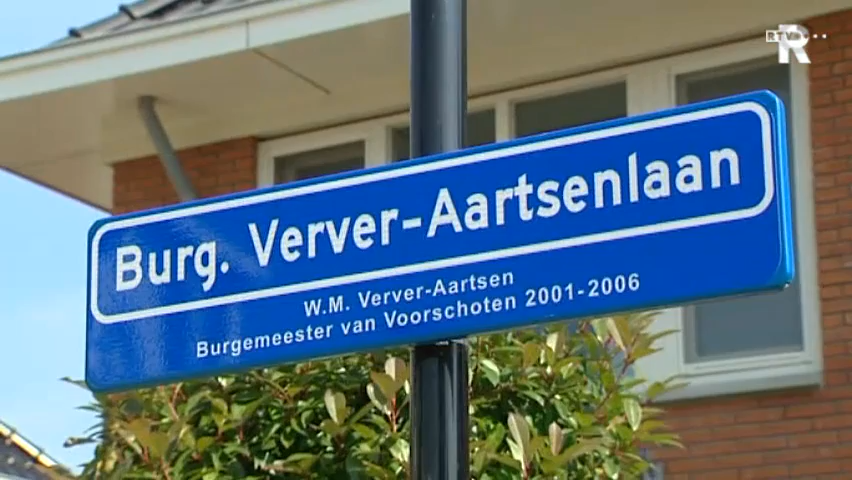 RTV R
Burg. Verver-Aartsenlaan
W.M. Verver-Aartsen
Burgemeester van Voorschoten 2001-2006